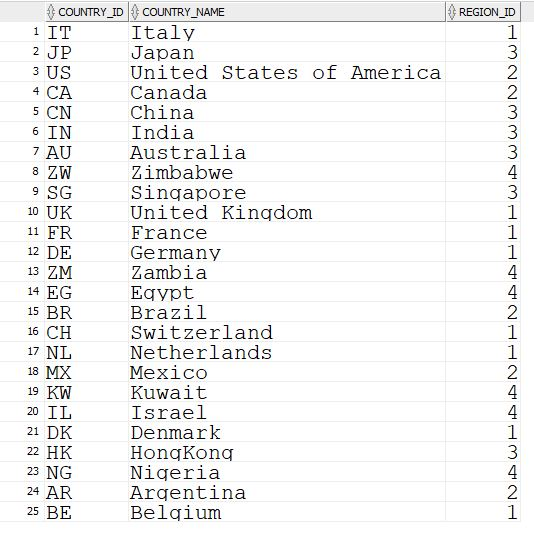 COUNTRY_ID COUNTRY_NAME REGION_ID
1 IT Italy 1
2 JP Japan 3
3 US United States of America 2
4 CA Canada 2
5 CN China 3
6 IN India 3
7 AU Australia 3
8 ZW Zimbabwe 4
9 SG Singapore 3
10 UK United Kingdom 1
11 FR France 1
12 DE Germany 1
13 ZM Zambia 4
14 EG Egypt 4
15 BR Brazil 2
16 CH Switzerland 1
17 NL Netherlands 1
18 MX Mexico 2
19 KW Kuwait 4
20 IL Israel 4
21 DK Denmark 1
22 HK HongKong 3
23 NG Nigeria 4
24 AR Argentina 2
25 BE Belgium 1